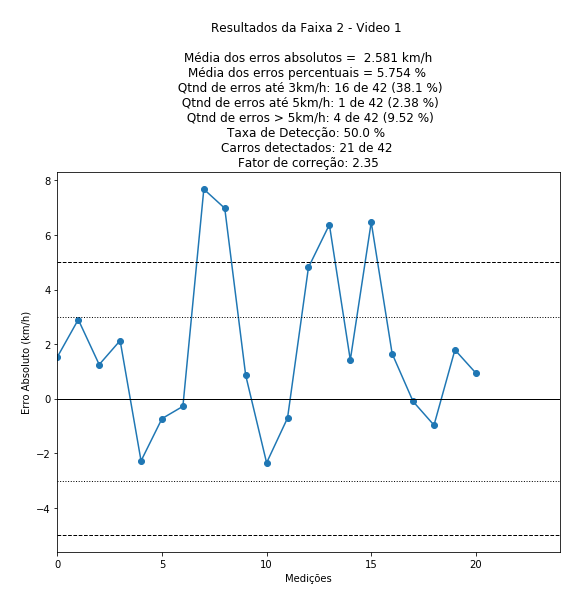 Resultados da Faixa 2 - Video 1
Média dos erros absolutos =  2.581 km/h
Média dos erros percentuais = 5.754 %
Qtnd de erros até 3km/h: 16 de 42 (38.1 %)
Qtnd de erros até 5km/h: 1 de 42 (2.38 %)
Qtnd de erros > 5km/h: 4 de 42 (9.52 %)
Taxa de Detecção: 50.0 %
Carros detectados: 21 de 42
Fator de correção: 2.35
Erro Absoluto (km/h)
8
6
4
2
0
−2
−4
0 5 10 15 20
Medições